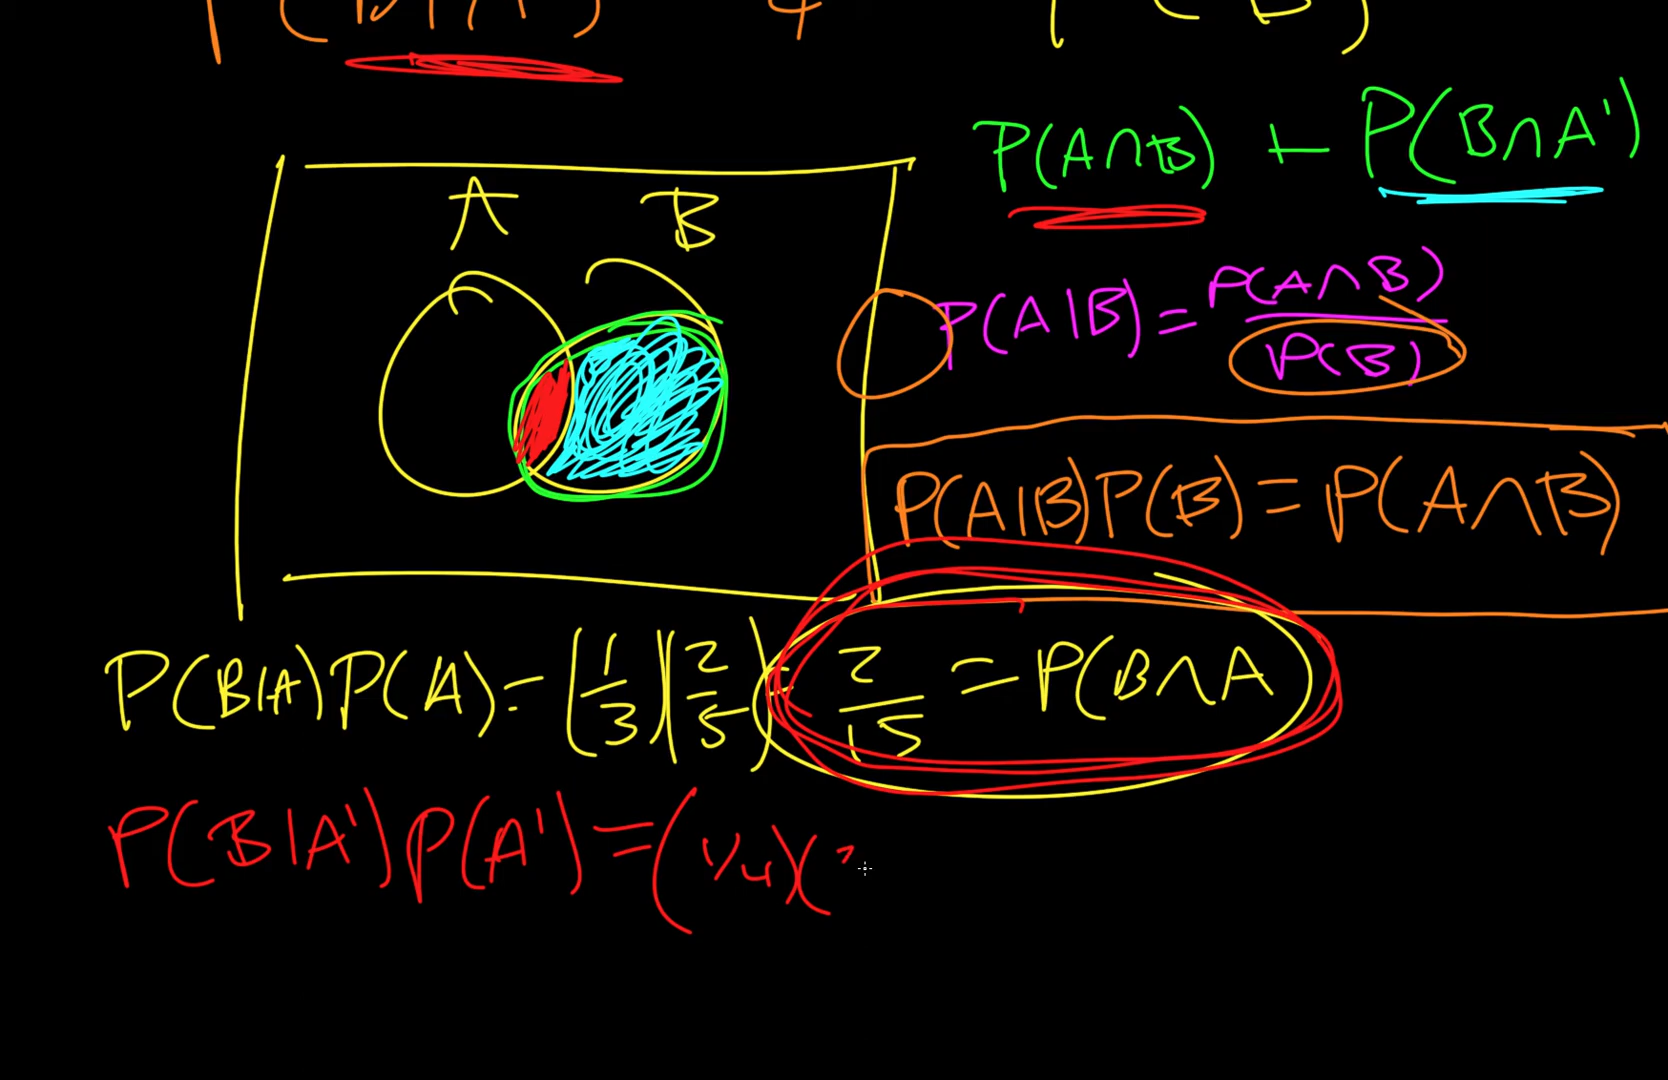 P(B)
A B
P(A∩B) + P(B∩A')
P(A|B) = P(A∩B) / P(B)
P(A|B)P(B) = P(A∩B)
P(B|A)P(A) = (1/3)(2/5) = 2/15 = P(B∩A
P(B|A')P(A') = (1/4)(